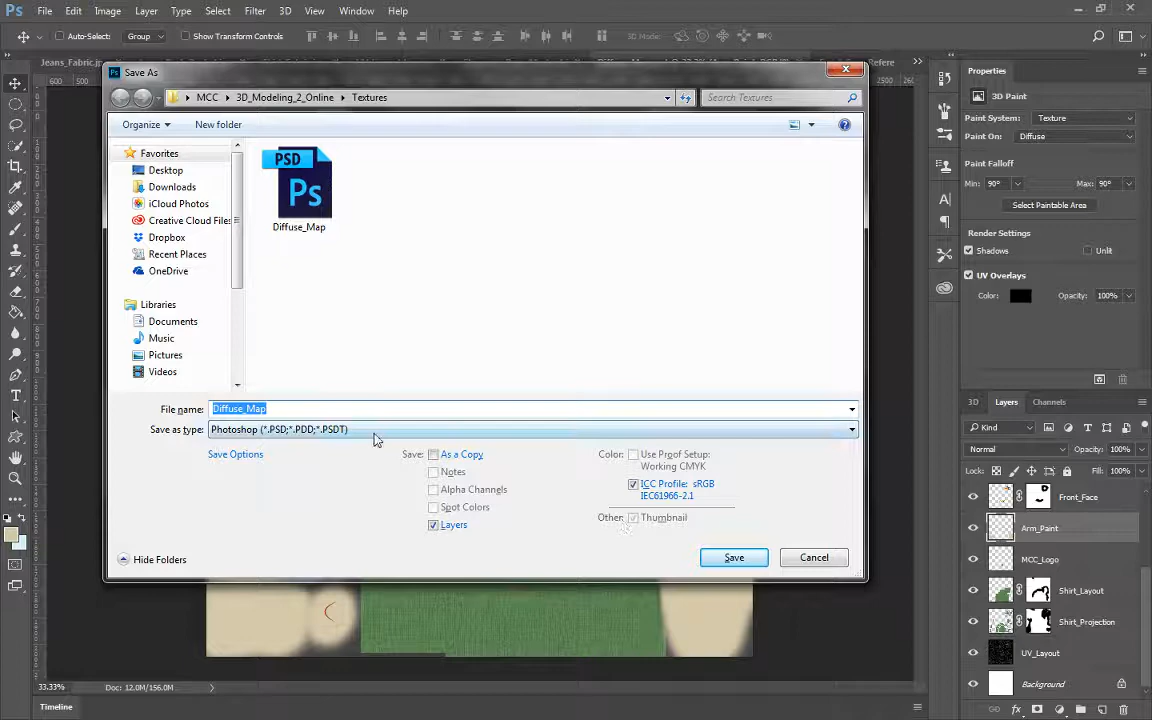 Ps File Edit Image Layer Type Select Filter 3D View Window Help
Auto-Select: Group Show Transform Controls 3D Mode:
Jeans_Fabric.jp Refere
600 500 2500 260
Save As
MCC 3D_Modeling_2_Online Textures Search Textures
Organize New folder
Favorites
Desktop
Downloads
iCloud Photos
Creative Cloud Files
Dropbox
Recent Places
OneDrive
Libraries
Documents
Music
Pictures
Videos
PSD
Ps
Diffuse_Map
File name: Diffuse_Map
Save as type: Photoshop (*.PSD;*.PDD;*.PSDT)
Save Options
Save: As a Copy
Notes
Alpha Channels
Spot Colors
Layers
Color: Use Proof Setup:
Working CMYK
ICC Profile: sRGB
IEC61966-2.1
Other: Thumbnail
Hide Folders
Save Cancel
33.33% Doc: 12.0M/156.0M
Timeline
Properties
3D Paint
Paint System: Texture
Paint On: Diffuse
Paint Falloff
Min: 90° Max: 90°
Select Paintable Area
Render Settings
Shadows Unlit
UV Overlays
Color: Opacity: 100%
3D Layers Channels
Kind
Normal Opacity: 100%
Lock: Fill: 100%
Front_Face
Arm_Paint
MCC_Logo
Shirt_Layout
Shirt_Projection
UV_Layout
Background